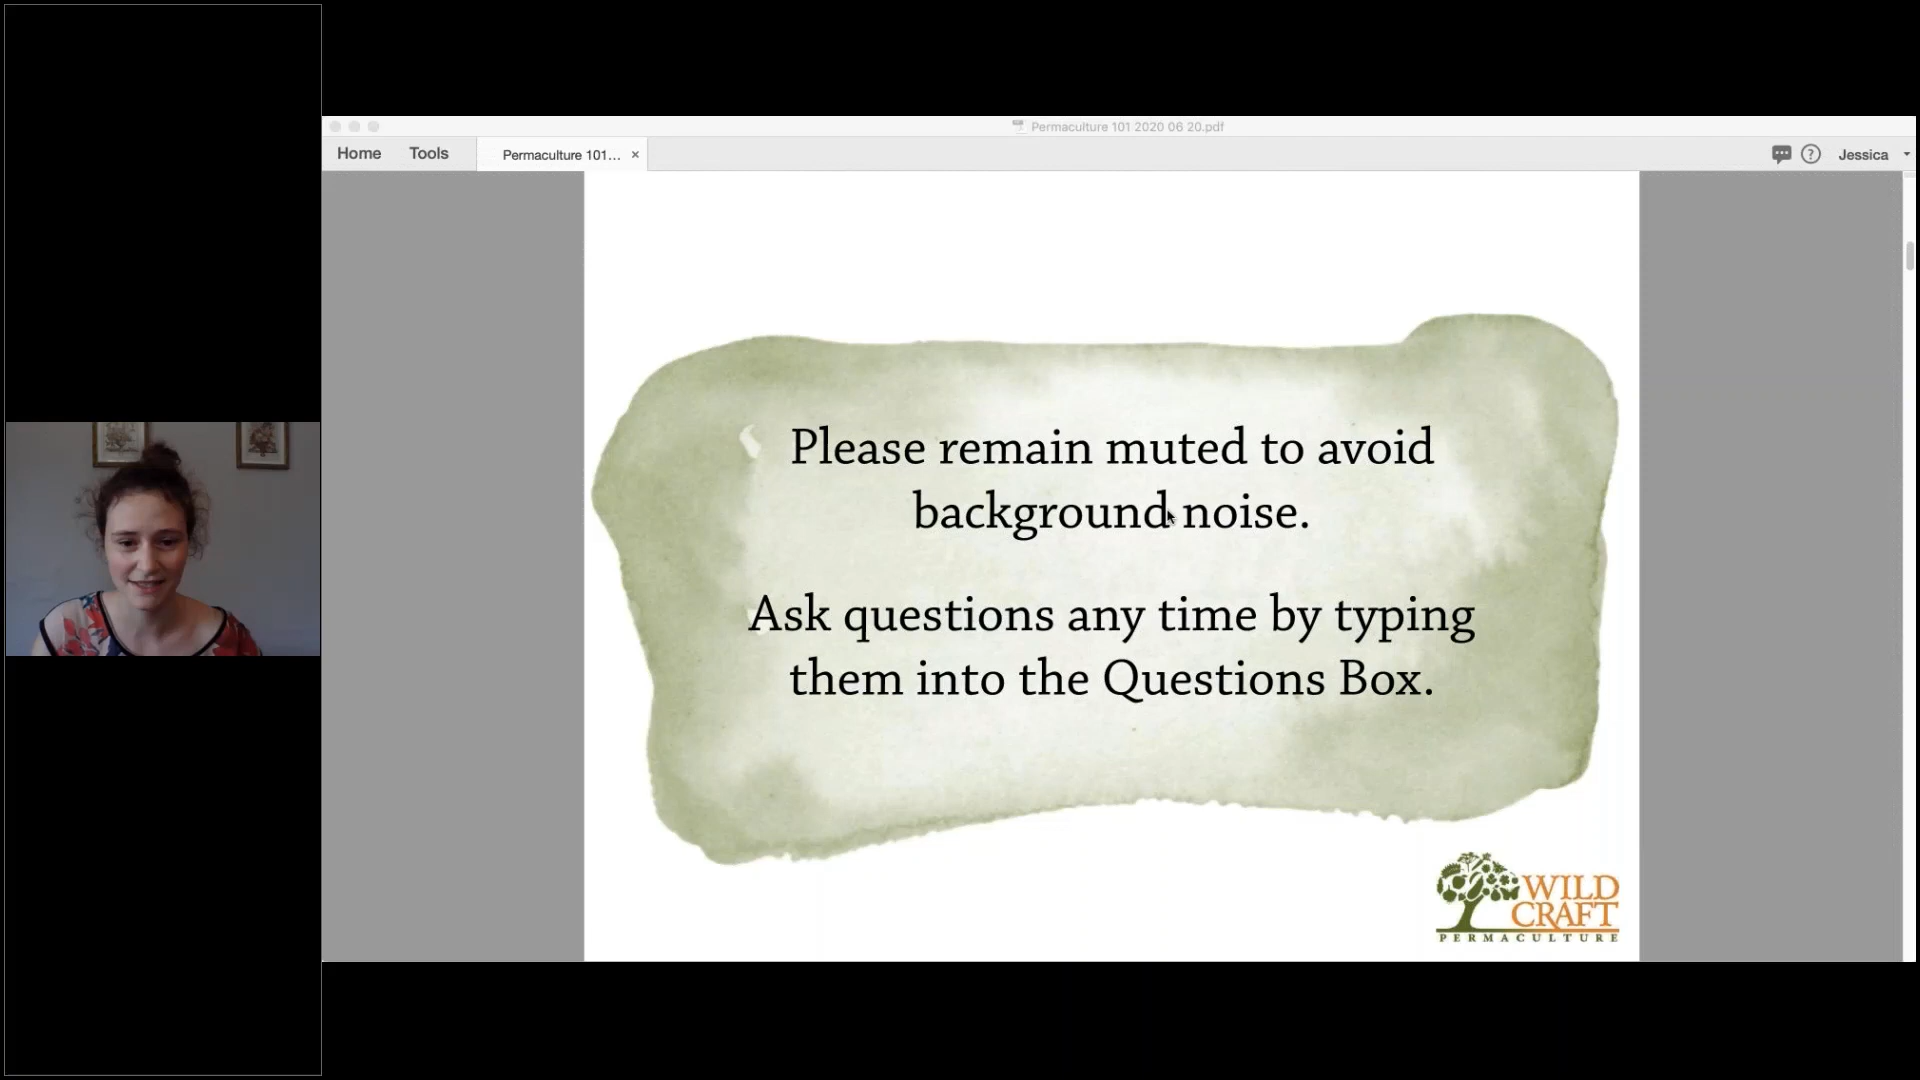 Permaculture 101 2020 06 20.pdf
Home
Tools
Permaculture 101...
×
?
Jessica
Please remain muted to avoid
background noise.
Ask questions any time by typing
them into the Questions Box.
WILD
CRAFT
PERMACULTURE